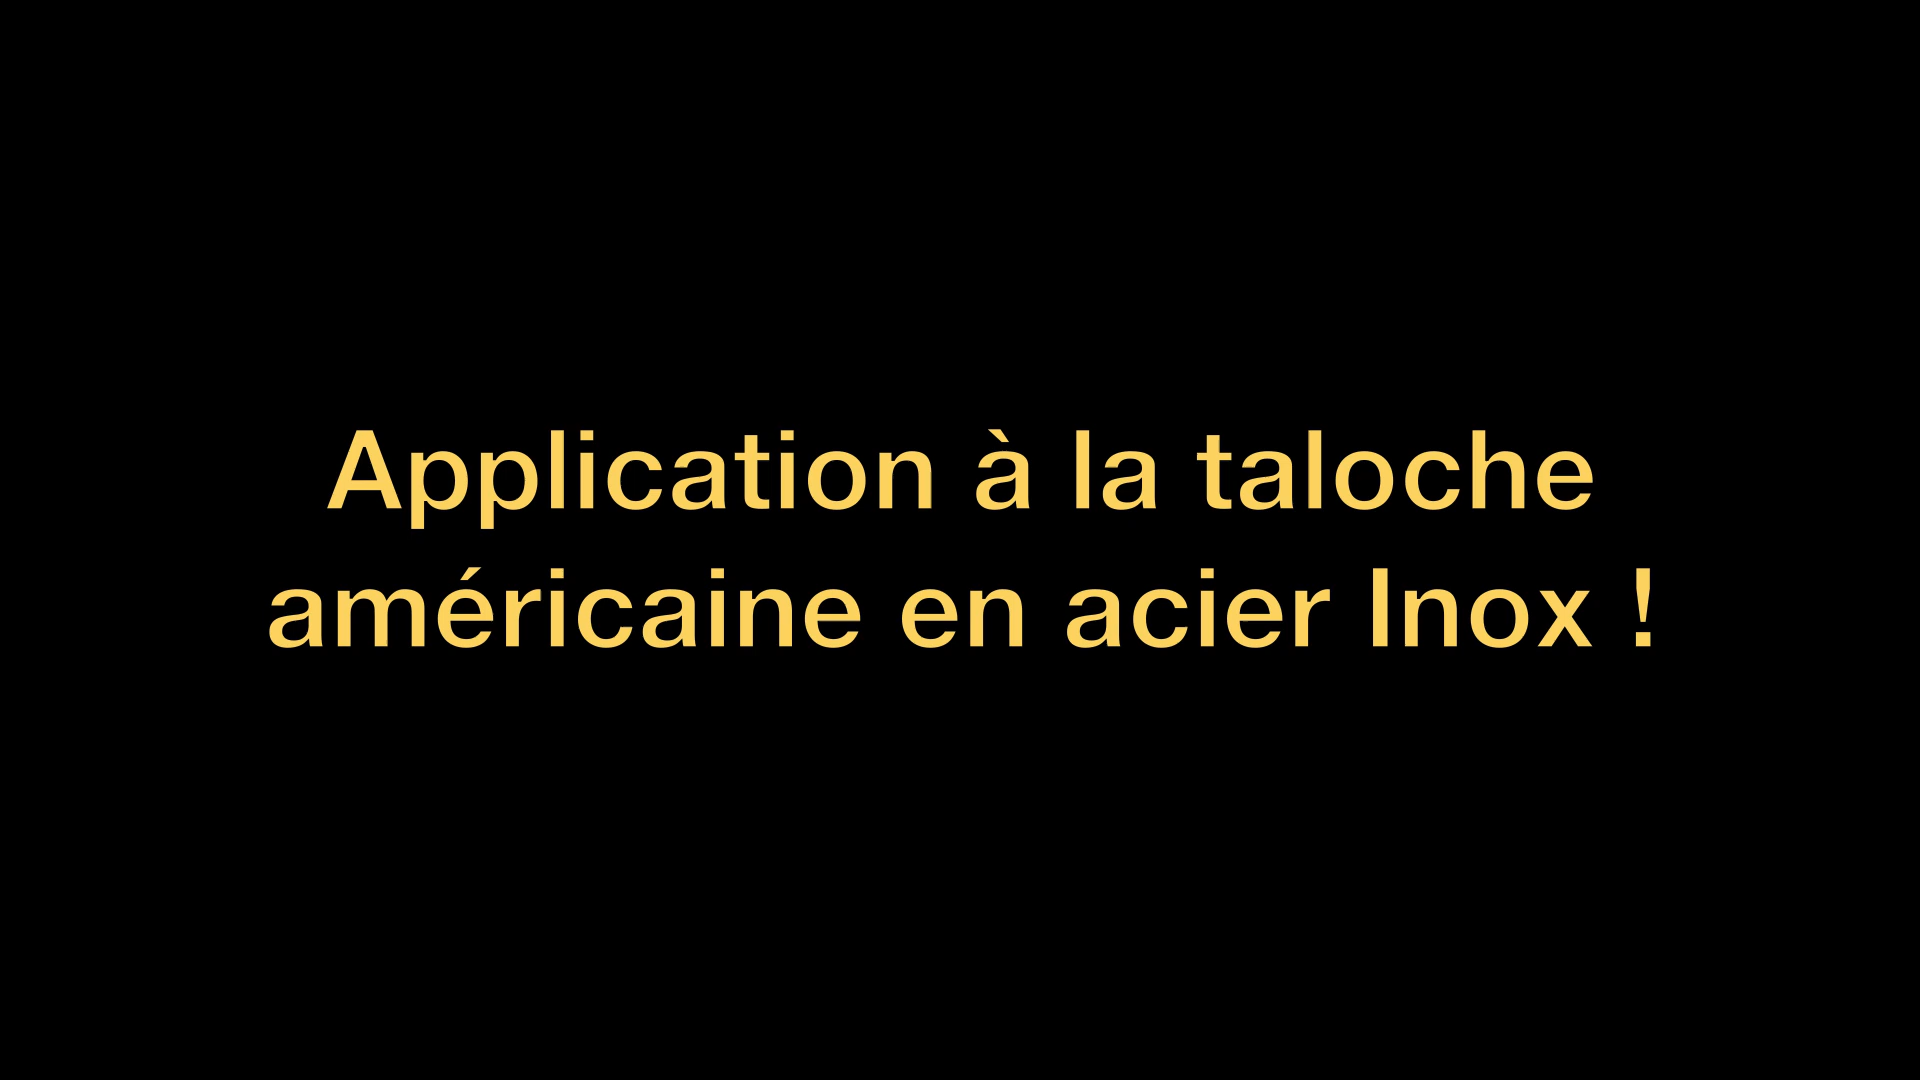 Application à la taloche
américaine en acier Inox !